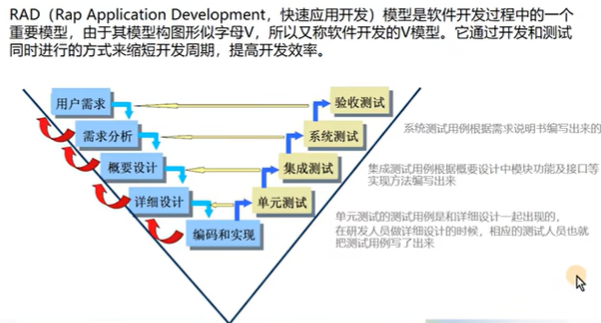 RAD（Rap Application Development，快速应用开发）模型是软件开发过程中的一个
重要模型，由于其模型构图形似字母V，所以又称软件开发的V模型。它通过开发和测试
同时进行的方式来缩短开发周期，提高开发效率。
用户需求
验收测试
需求分析
系统测试
系统测试用例根据需求说明书编写出来的
概要设计
集成测试
集成测试用例根据概要设计中模块功能及接口等
实现方法编写出来
详细设计
单元测试
单元测试的测试用例是和详细设计一起出现的，
在研发人员做详细设计的时候，相应的测试人员也就
把测试用例写了出来
编码和实现